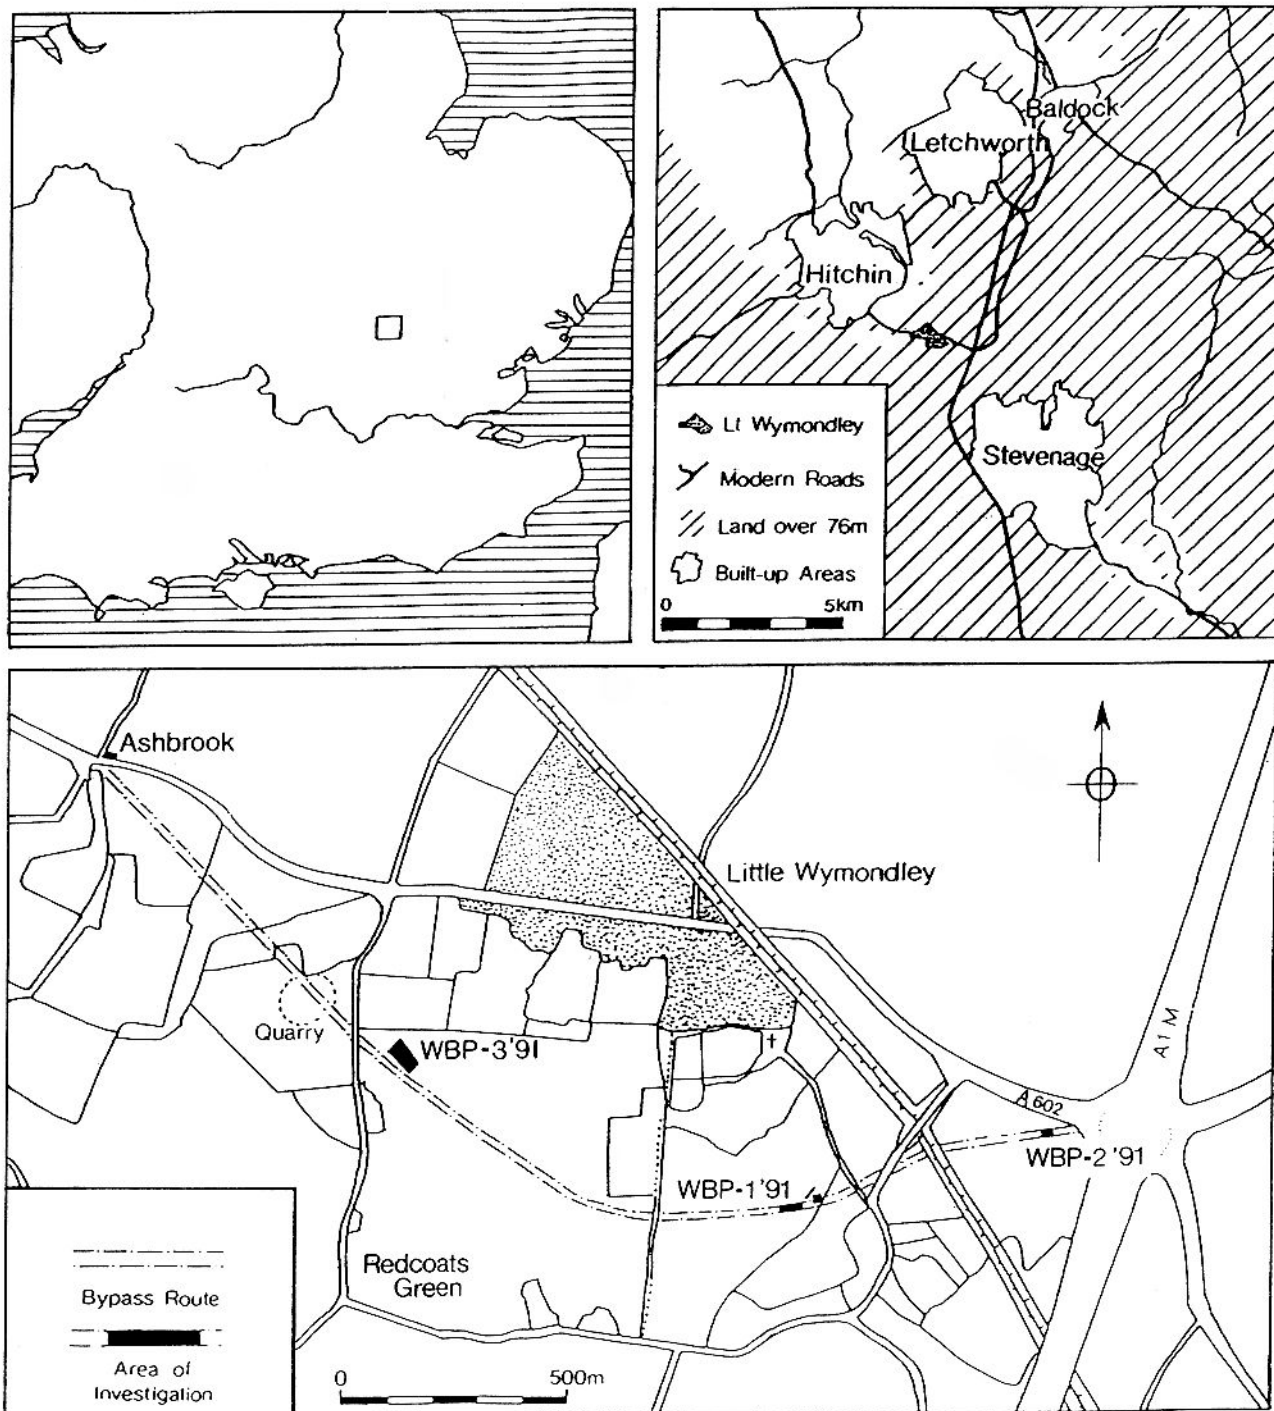 Baldock
Letchworth
Hitchin
Stevenage
Lt Wymondley
Modern Roads
Land over 76m
Built-up Areas
0 5km
Ashbrook
Little Wymondley
Quarry
WBP-3'91
A1M
A602
WBP-2'91
WBP-1'91
Redcoats
Green
Bypass Route
Area of
Investigation
0 500m